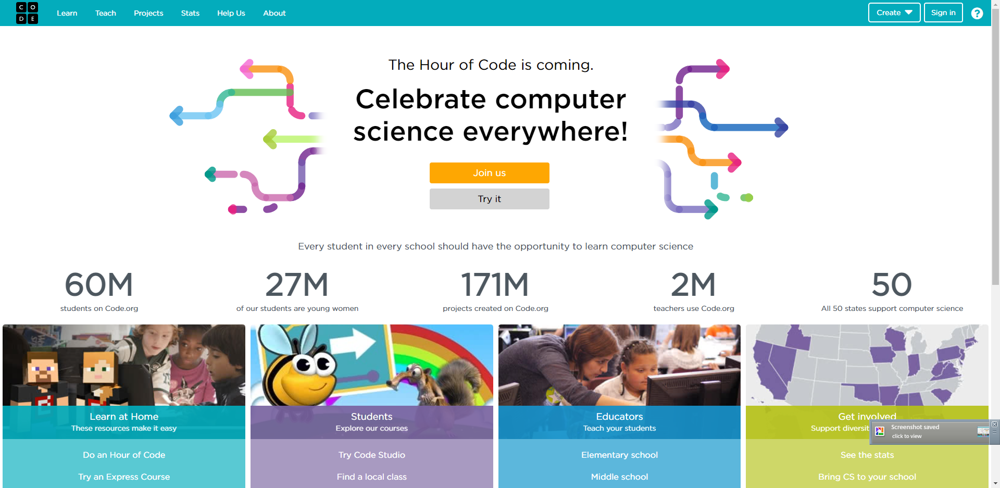 CO
DE
Learn
Teach
Projects
Stats
Help Us
About
Create
Sign in
?
The Hour of Code is coming.
Celebrate computer
science everywhere!
Join us
Try it
Every student in every school should have the opportunity to learn computer science
60M
students on Code.org
27M
of our students are young women
171M
projects created on Code.org
2M
teachers use Code.org
50
All 50 states support computer science
Learn at Home
These resources make it easy
Do an Hour of Code
Try an Express Course
Students
Explore our courses
Try Code Studio
Find a local class
Educators
Teach your students
Elementary school
Middle school
Get involved
Support
See the stats
Bring CS to your school
Screenshot saved
click to view